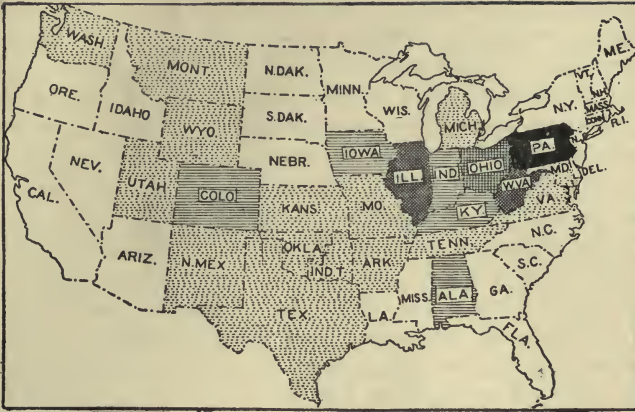 WASH.
MONT.
N.DAK.
MINN.
ME.
ORE.
IDAHO
S.DAK.
WIS.
MICH.
VT.
N.H.
MASS.
CONN.
R.I.
N.Y.
WYO.
NEBR.
IOWA
PA.
N.J.
NEV.
UTAH
COLO
ILL.
IND.
OHIO
W.VA
MD.
DEL.
CAL.
KANS.
MO.
KY.
VA.
ARIZ.
N.MEX
OKLA.
IND.T.
ARK.
TENN.
N.C.
S.C.
TEX.
LA.
MISS.
ALA
GA.
FLA.